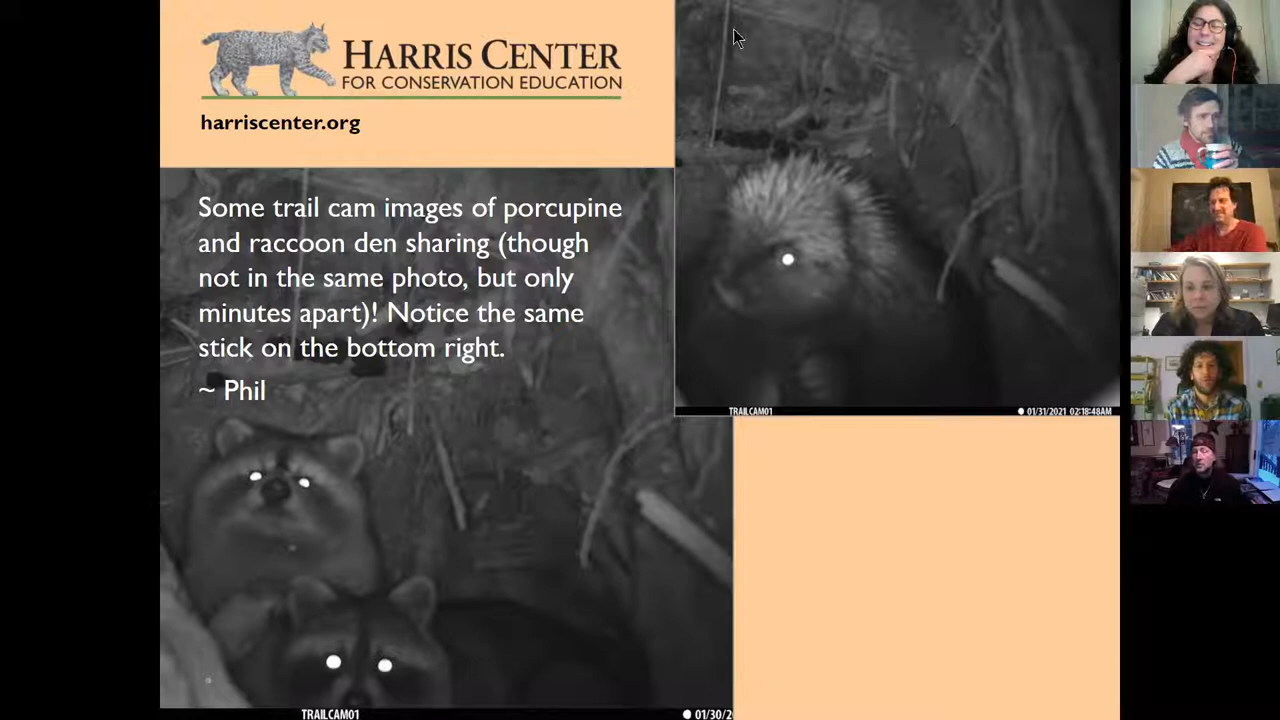 HARRIS CENTER
FOR CONSERVATION EDUCATION
harriscenter.org
Some trail cam images of porcupine
and raccoon den sharing (though
not in the same photo, but only
minutes apart)! Notice the same
stick on the bottom right.
~ Phil
TRAILCAM01
01/31/2021 02:18:48AM
TRAILCAM01
01/30/2